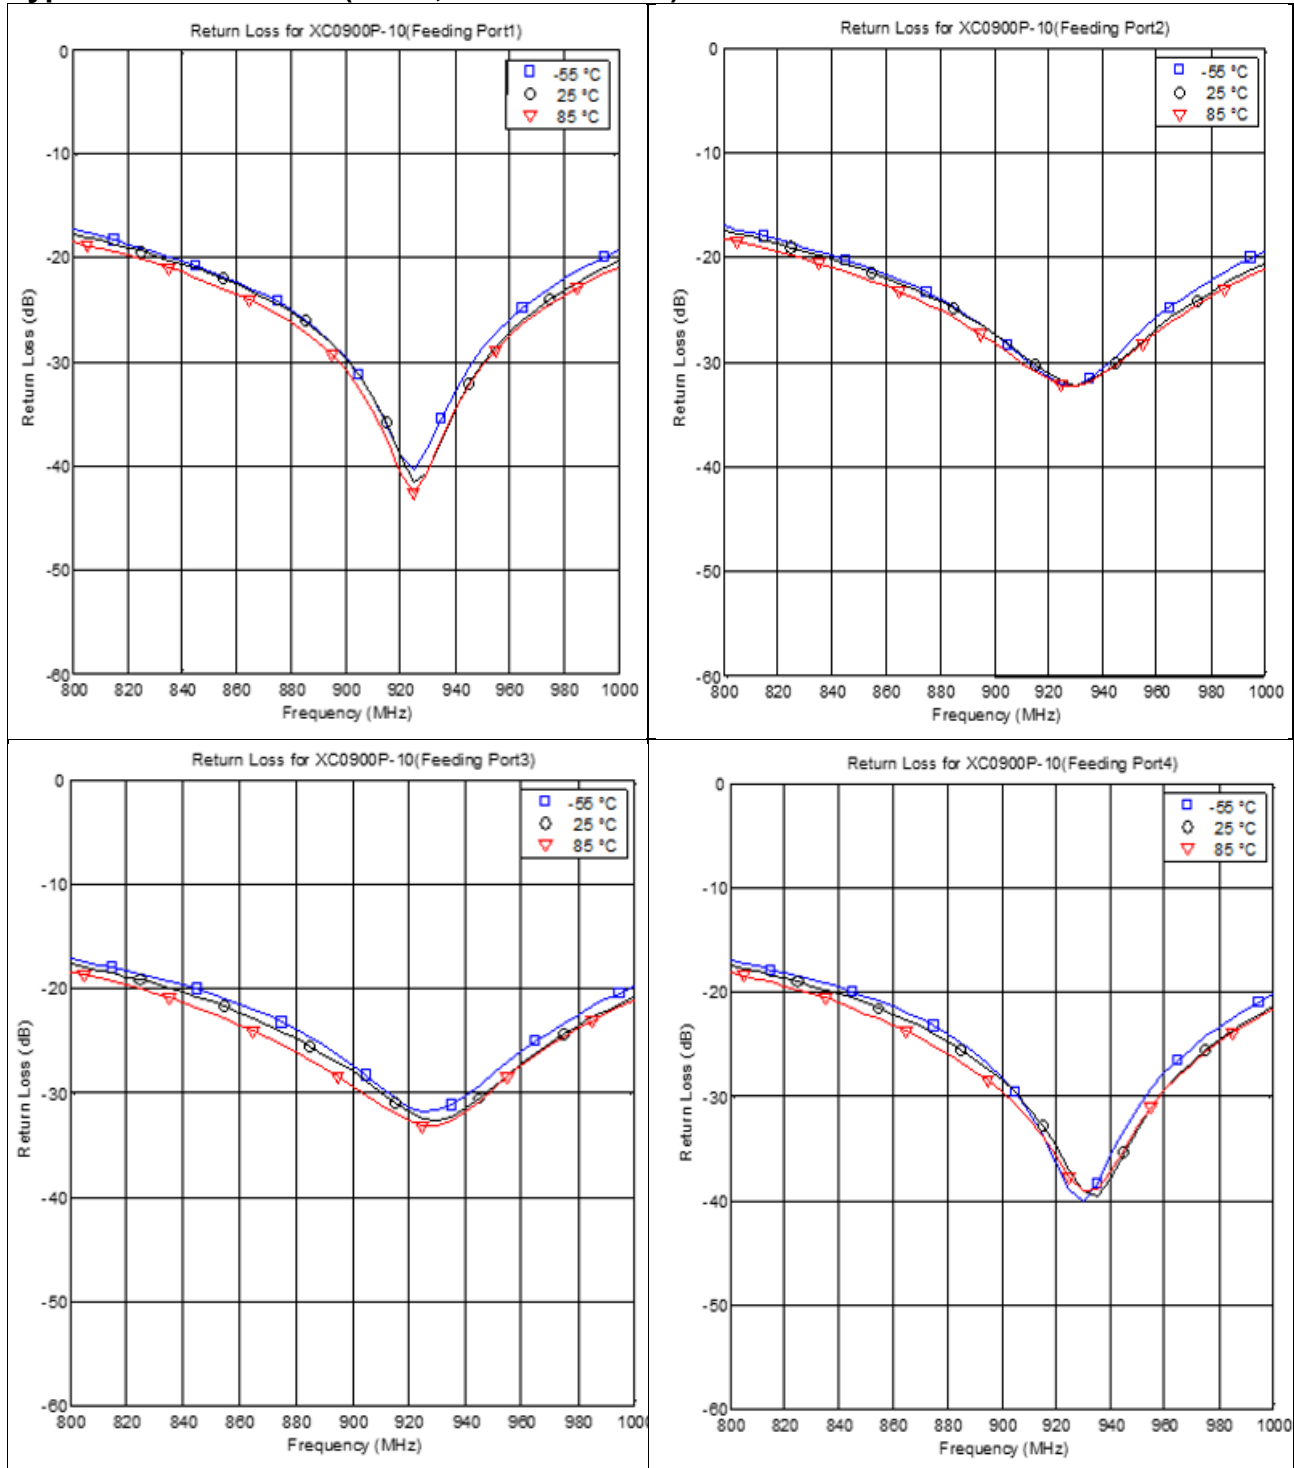 Return Loss for XC0900P-10(Feeding Port1)
0
-10
-20
-30
-40
-50
-60
Return Loss (dB)
-55 °C
25 °C
85 °C
800 820 840 860 880 900 920 940 960 980 1000
Frequency (MHz)
Return Loss for XC0900P-10(Feeding Port2)
0
-10
-20
-30
-40
-50
-60
Return Loss (dB)
-55 °C
25 °C
85 °C
800 820 840 860 880 900 920 940 960 980 1000
Frequency (MHz)
Return Loss for XC0900P-10(Feeding Port3)
0
-10
-20
-30
-40
-50
-60
Return Loss (dB)
-55 °C
25 °C
85 °C
800 820 840 860 880 900 920 940 960 980 1000
Frequency (MHz)
Return Loss for XC0900P-10(Feeding Port4)
0
-10
-20
-30
-40
-50
-60
Return Loss (dB)
-55 °C
25 °C
85 °C
800 820 840 860 880 900 920 940 960 980 1000
Frequency (MHz)